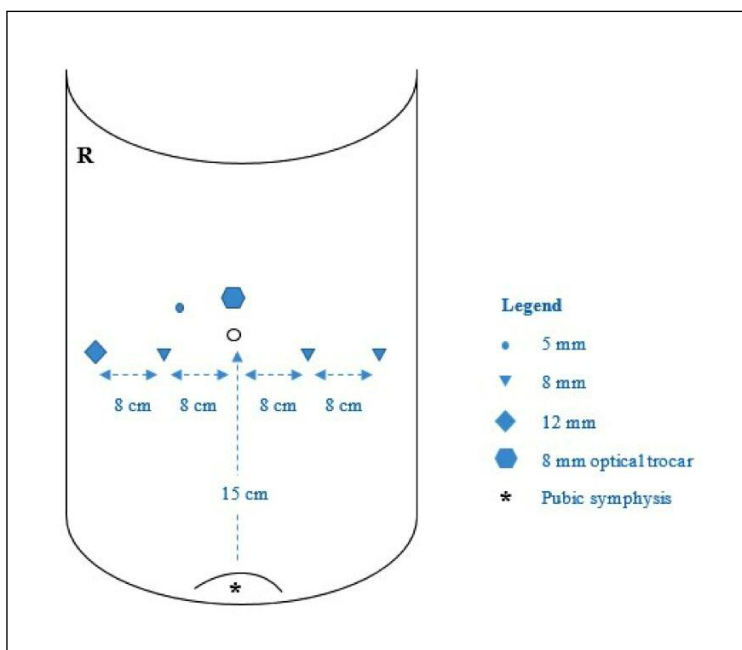 R
8 cm 8 cm 8 cm 8 cm
15 cm
*
Legend
5 mm
8 mm
12 mm
8 mm optical trocar
* Pubic symphysis